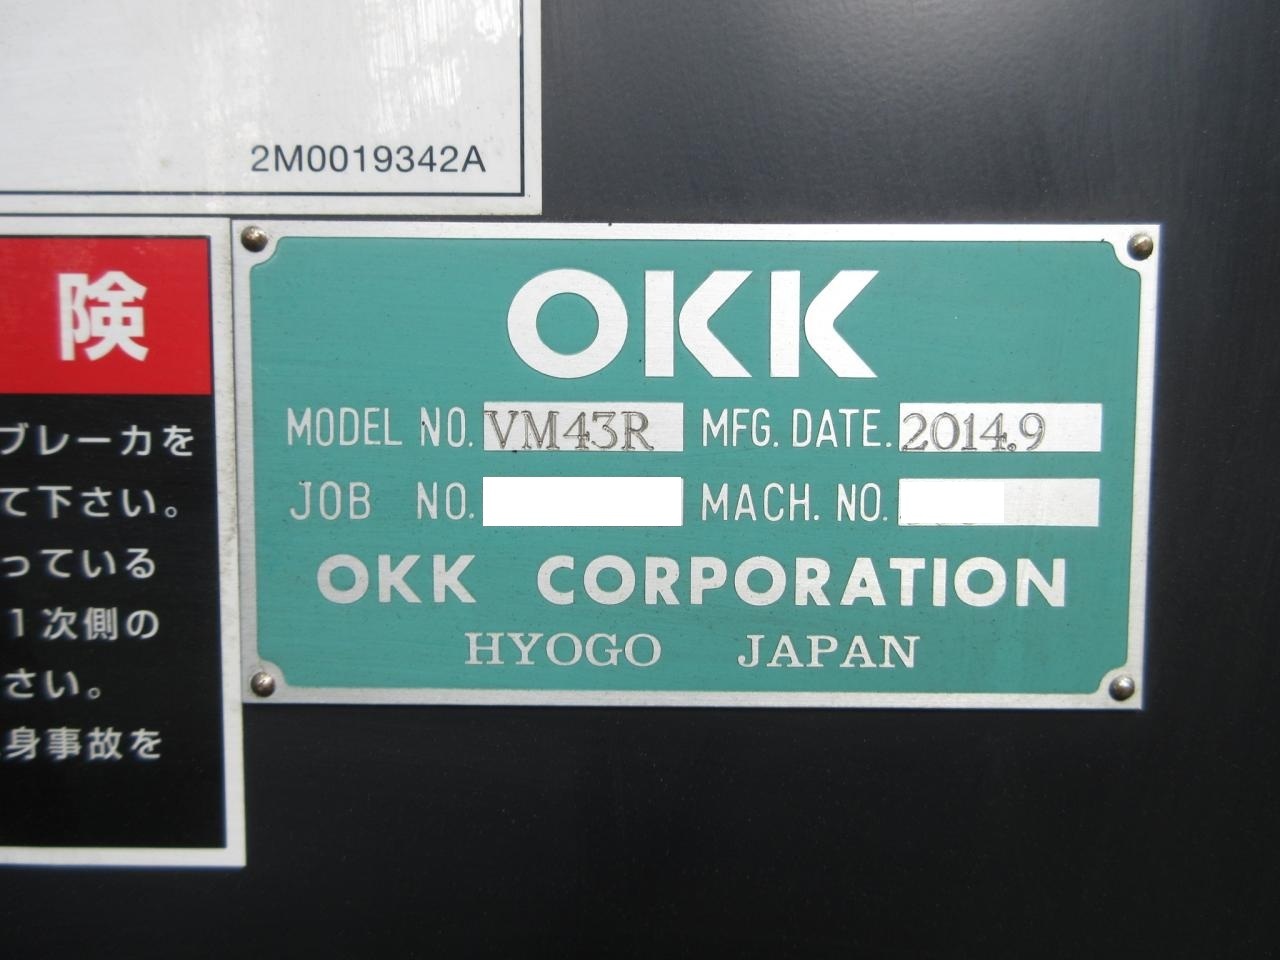 2M0019342A
険
ブレーカを
て下さい。
っている
1次側の
さい。
身事故を
OKK
MODEL NO. VM43R MFG. DATE. 2014.9
JOB NO. MACH. NO.
OKK CORPORATION
HYOGO JAPAN